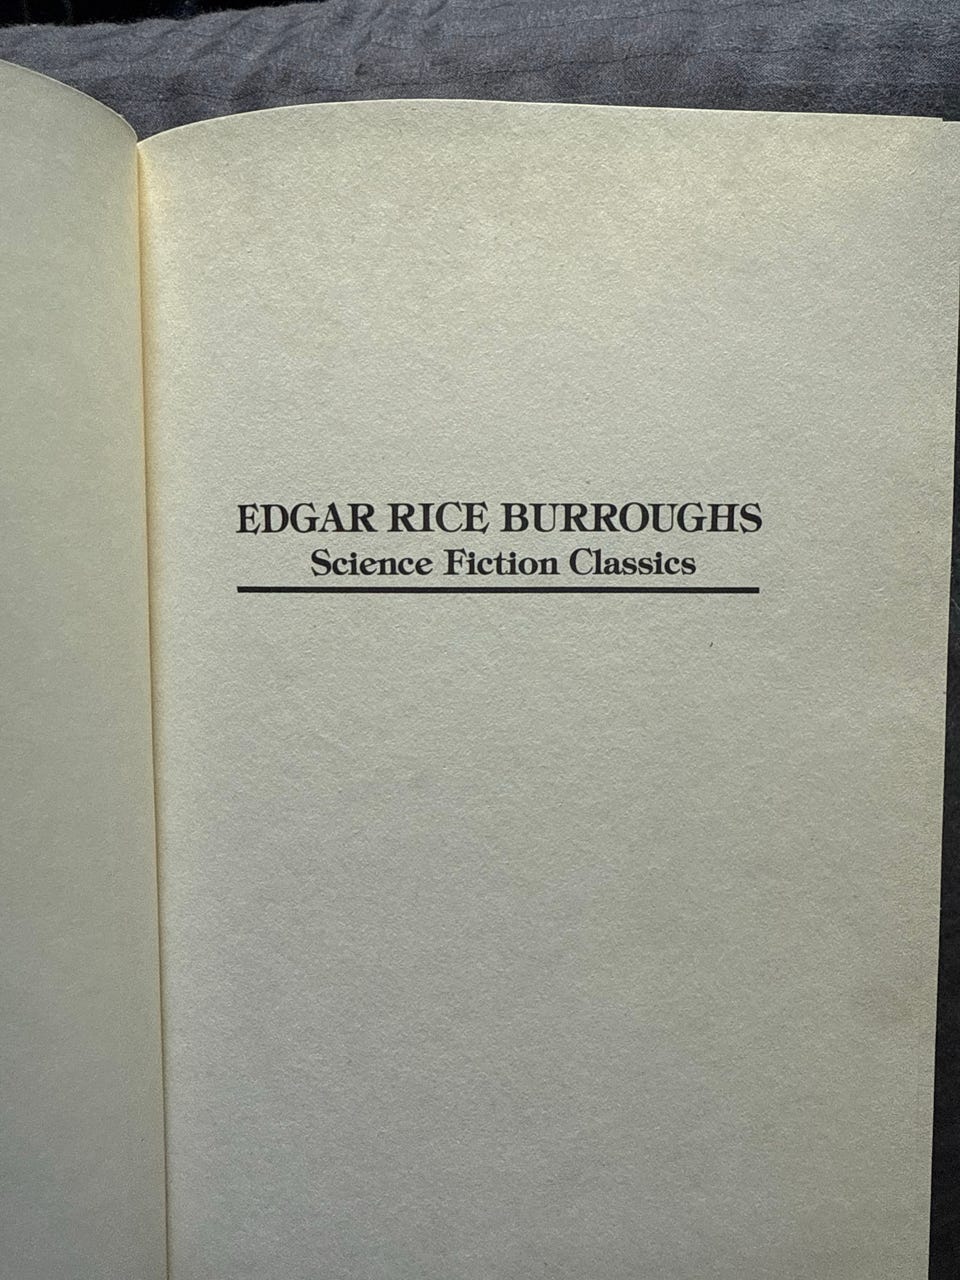 EDGAR RICE BURROUGHS
Science Fiction Classics